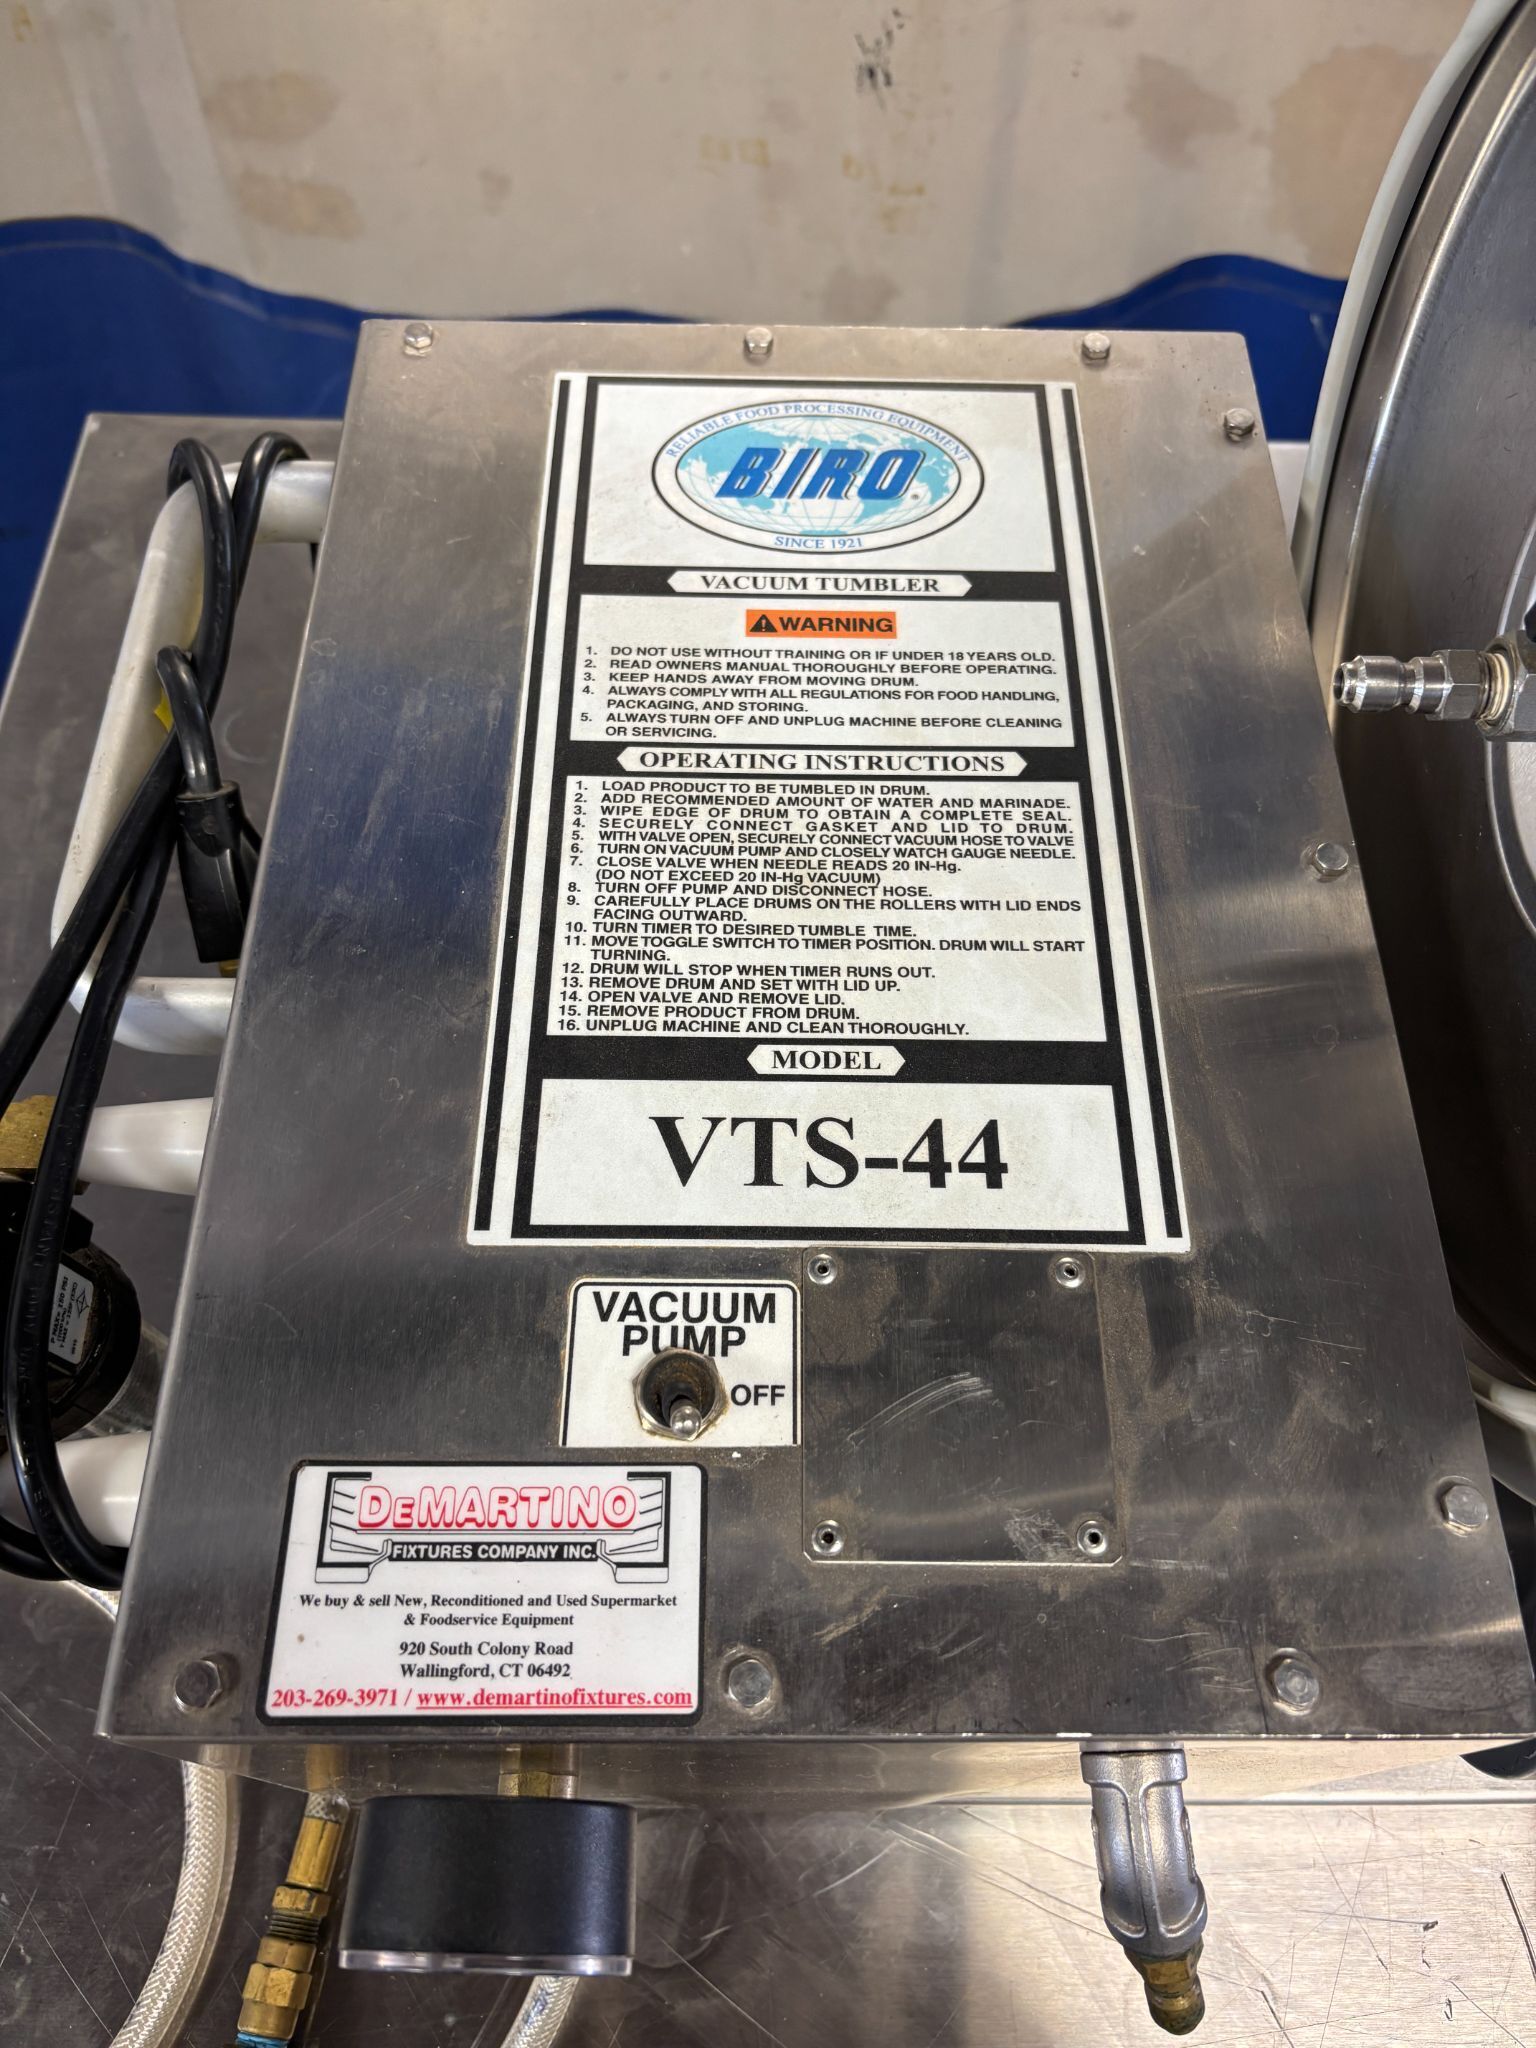 RELIABLE FOOD PROCESSING EQUIPMENT
BIRO®
SINCE 1921
VACUUM TUMBLER
WARNING
1. DO NOT USE WITHOUT TRAINING OR IF UNDER 18 YEARS OLD.
2. READ OWNERS MANUAL THOROUGHLY BEFORE OPERATING.
3. KEEP HANDS AWAY FROM MOVING DRUM.
4. ALWAYS COMPLY WITH ALL REGULATIONS FOR FOOD HANDLING,
PACKAGING, AND STORING.
5. ALWAYS TURN OFF AND UNPLUG MACHINE BEFORE CLEANING
OR SERVICING.
OPERATING INSTRUCTIONS
1. LOAD PRODUCT TO BE TUMBLED IN DRUM.
2. ADD RECOMMENDED AMOUNT OF WATER AND MARINADE.
3. WIPE EDGE OF DRUM TO OBTAIN A COMPLETE SEAL.
4. SECURELY CONNECT GASKET AND LID TO DRUM.
5. WITH VALVE OPEN, SECURELY CONNECT VACUUM HOSE TO VALVE
6. TURN ON VACUUM PUMP AND CLOSELY WATCH GAUGE NEEDLE.
7. CLOSE VALVE WHEN NEEDLE READS 20 IN-Hg.
(DO NOT EXCEED 20 IN-Hg VACUUM)
8. TURN OFF PUMP AND DISCONNECT HOSE.
9. CAREFULLY PLACE DRUMS ON THE ROLLERS WITH LID ENDS
FACING OUTWARD.
10. TURN TIMER TO DESIRED TUMBLE TIME.
11. MOVE TOGGLE SWITCH TO TIMER POSITION. DRUM WILL START
TURNING.
12. DRUM WILL STOP WHEN TIMER RUNS OUT.
13. REMOVE DRUM AND SET WITH LID UP.
14. OPEN VALVE AND REMOVE LID.
15. REMOVE PRODUCT FROM DRUM.
16. UNPLUG MACHINE AND CLEAN THOROUGHLY.
MODEL
VTS-44
VACUUM
PUMP
OFF
DEMARTINO
FIXTURES COMPANY INC.
We buy & sell New, Reconditioned and Used Supermarket
& Foodservice Equipment
920 South Colony Road
Wallingford, CT 06492
203-269-3971 / www.demartinofixtures.com
P MAX= 150 PSI